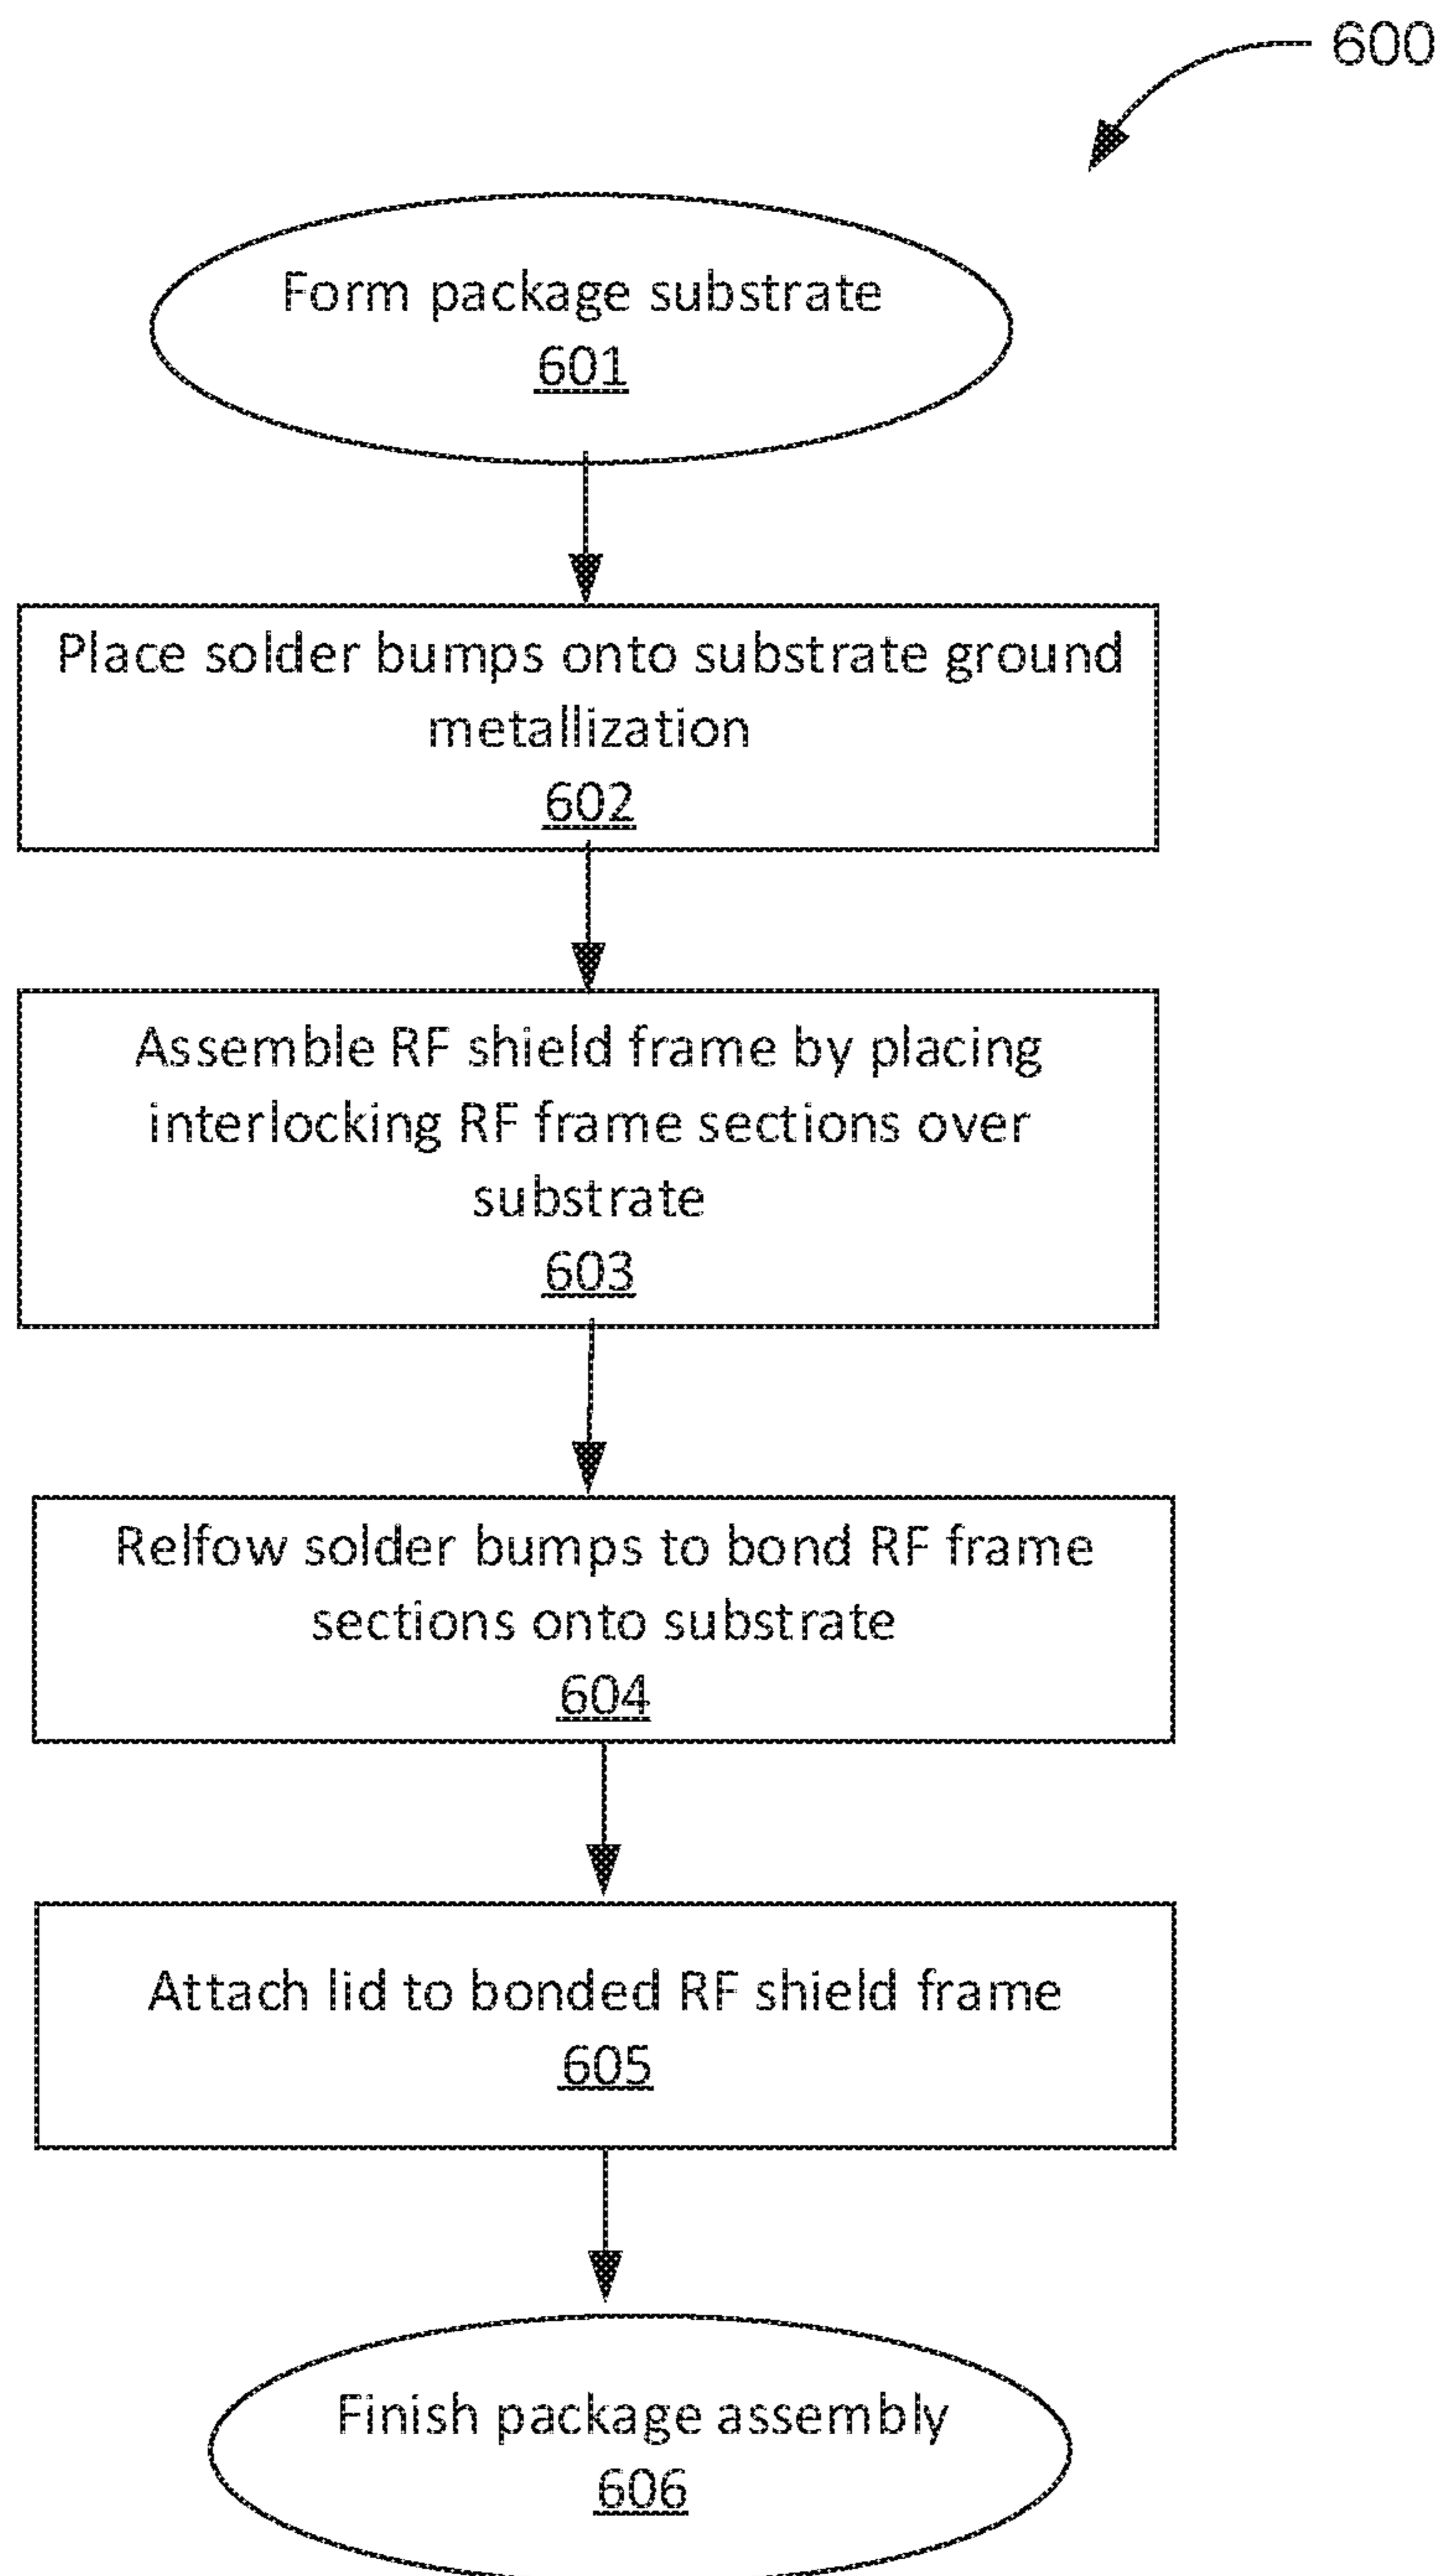 600
Form package substrate
601
Place solder bumps onto substrate ground
metallization
602
Assemble RF shield frame by placing
interlocking RF frame sections over
substrate
603
Relfow solder bumps to bond RF frame
sections onto substrate
604
Attach lid to bonded RF shield frame
605
Finish package assembly
606